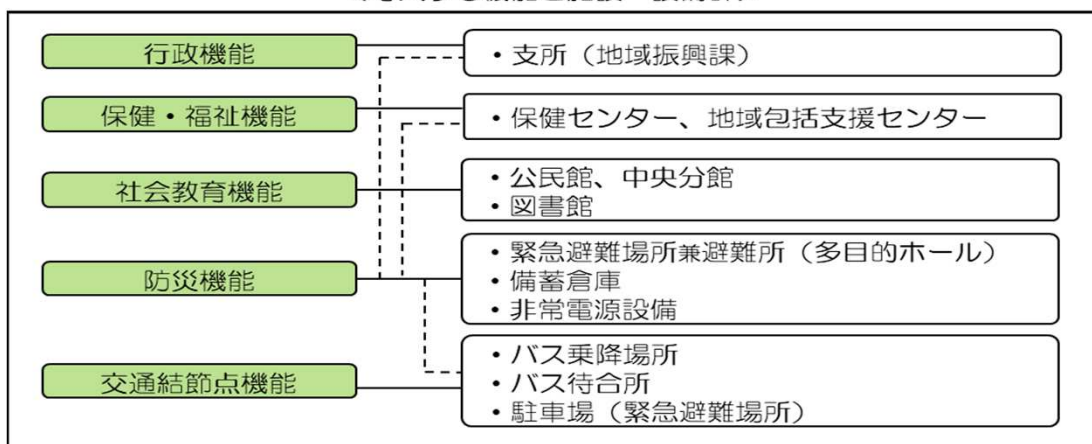 行政機能
・支所（地域振興課）
保健・福祉機能
・保健センター、地域包括支援センター
社会教育機能
・公民館、中央分館
・図書館
防災機能
・緊急避難場所兼避難所（多目的ホール）
・備蓄倉庫
・非常電源設備
交通結節点機能
・バス乗降場所
・バス待合所
・駐車場（緊急避難場所）